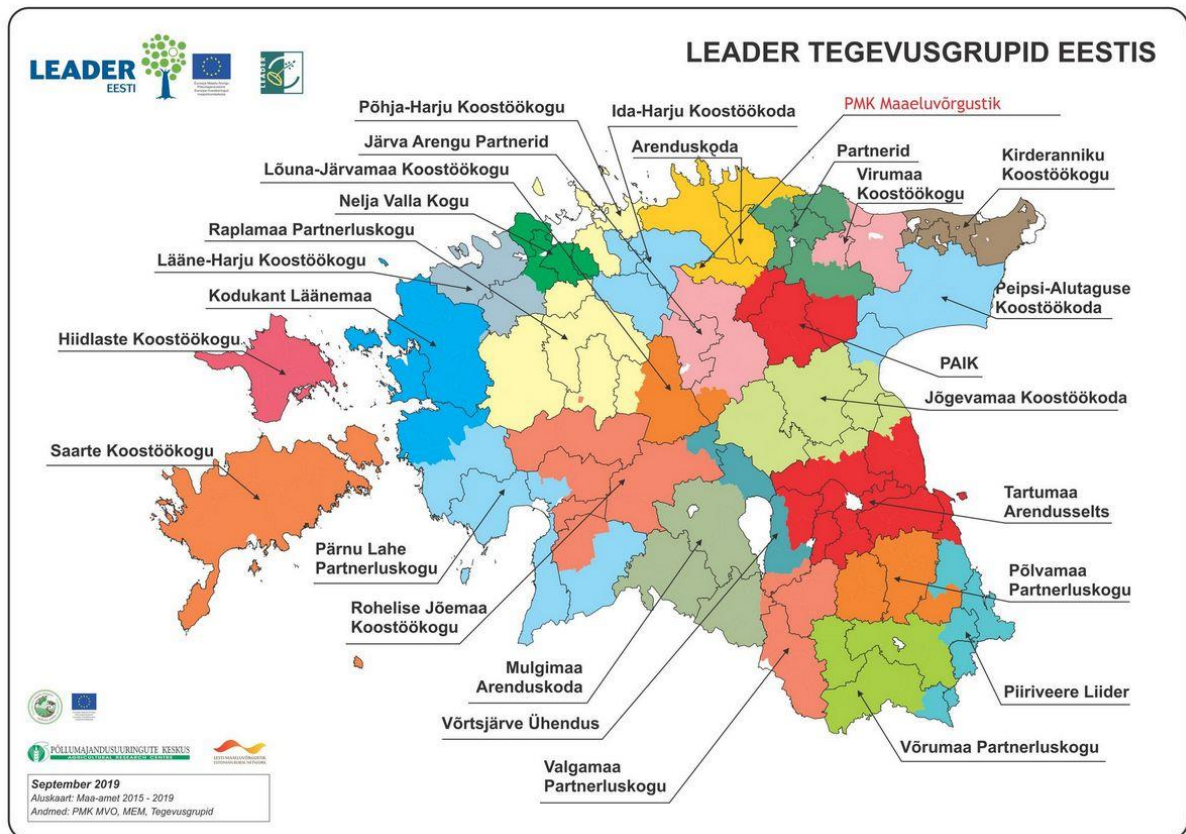 LEADER TEGEVUSGRUPID EESTIS
LEADER
EESTI
LEADER
Põhja-Harju Koostöökogu
Ida-Harju Koostöökoda
PMK Maaeluvõrgustik
Järva Arengu Partnerid
Arenduskoda
Partnerid
Kirderanniku
Koostöökogu
Lõuna-Järvamaa Koostöökogu
Virumaa
Koostöökogu
Nelja Valla Kogu
Raplamaa Partnerluskogu
Lääne-Harju Koostöökogu
Kodukant Läänemaa
Peipsi-Alutaguse
Koostöökoda
Hiidlaste Koostöökogu
PAIK
Jõgevamaa Koostöökoda
Saarte Koostöökogu
Tartumaa
Arendusselts
Pärnu Lahe
Partnerluskogu
Põlvamaa
Partnerluskogu
Rohelise Jõemaa
Koostöökogu
Mulgimaa
Arenduskoda
Piiriveere Liider
Võrtsjärve Ühendus
Võrumaa Partnerluskogu
Valgamaa
Partnerluskogu
PÕLLUMAJANDUSUURINGUTE KESKUS
AGRICULTURAL RESEARCH CENTRE
September 2019
Aluskaart: Maa-amet 2015 - 2019
Andmed: PMK MVO, MEM, Tegevusgrupid